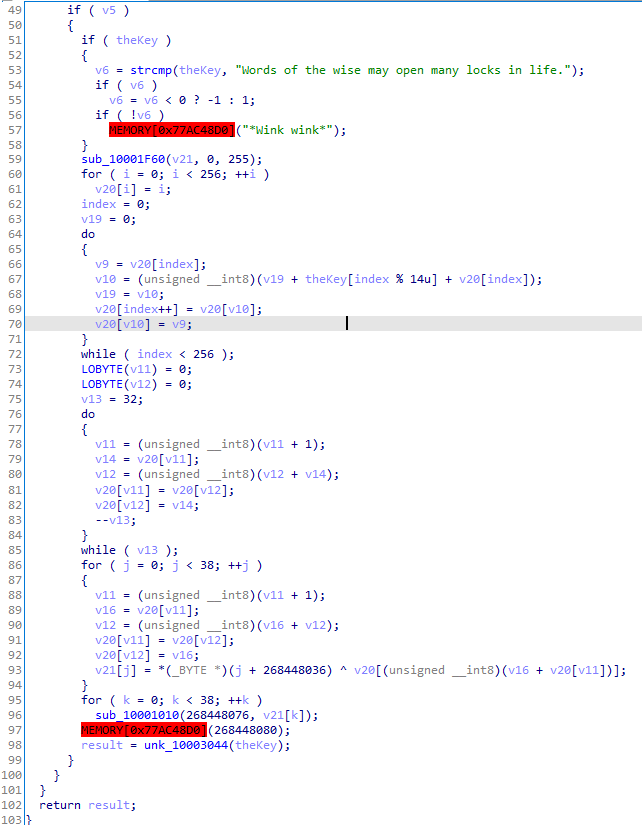 49 if ( v5 )
50 {
51 if ( theKey )
52 {
53 v6 = strcmp(theKey, "Words of the wise may open many locks in life.");
54 if ( v6 )
55 v6 = v6 < 0 ? -1 : 1;
56 if ( !v6 )
57 MEMORY[0x77AC48D0]("*Wink wink*");
58 }
59 sub_10001F60(v21, 0, 255);
60 for ( i = 0; i < 256; ++i )
61 v20[i] = i;
62 index = 0;
63 v19 = 0;
64 do
65 {
66 v9 = v20[index];
67 v10 = (unsigned __int8)(v19 + theKey[index % 14u] + v20[index]);
68 v19 = v10;
69 v20[index++] = v20[v10];
70 v20[v10] = v9;
71 }
72 while ( index < 256 );
73 LOBYTE(v11) = 0;
74 LOBYTE(v12) = 0;
75 v13 = 32;
76 do
77 {
78 v11 = (unsigned __int8)(v11 + 1);
79 v14 = v20[v11];
80 v12 = (unsigned __int8)(v12 + v14);
81 v20[v11] = v20[v12];
82 v20[v12] = v14;
83 --v13;
84 }
85 while ( v13 );
86 for ( j = 0; j < 38; ++j )
87 {
88 v11 = (unsigned __int8)(v11 + 1);
89 v16 = v20[v11];
90 v12 = (unsigned __int8)(v16 + v12);
91 v20[v11] = v20[v12];
92 v20[v12] = v16;
93 v21[j] = *(_BYTE *)(j + 268448036) ^ v20[(unsigned __int8)(v16 + v20[v11])];
94 }
95 for ( k = 0; k < 38; ++k )
96 sub_10001010(268448076, v21[k]);
97 MEMORY[0x77AC48D0](268448080);
98 result = unk_10003044(theKey);
99 }
100 }
101 }
102 return result;
103 }